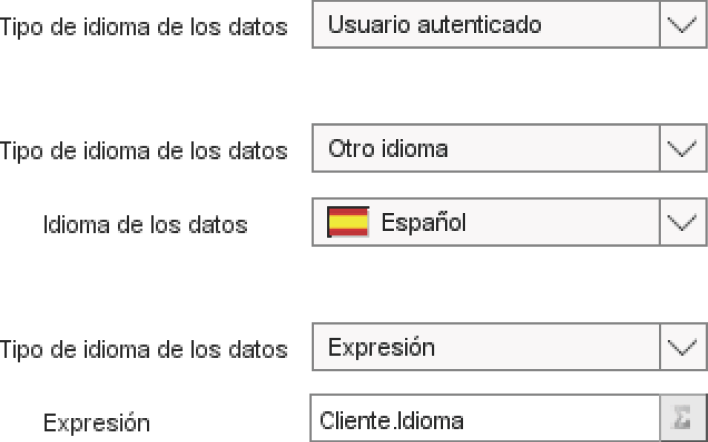 Tipo de idioma de los datos Usuario autenticado
Tipo de idioma de los datos Otro idioma
Idioma de los datos Español
Tipo de idioma de los datos Expresión
Expresión Cliente.Idioma Σ